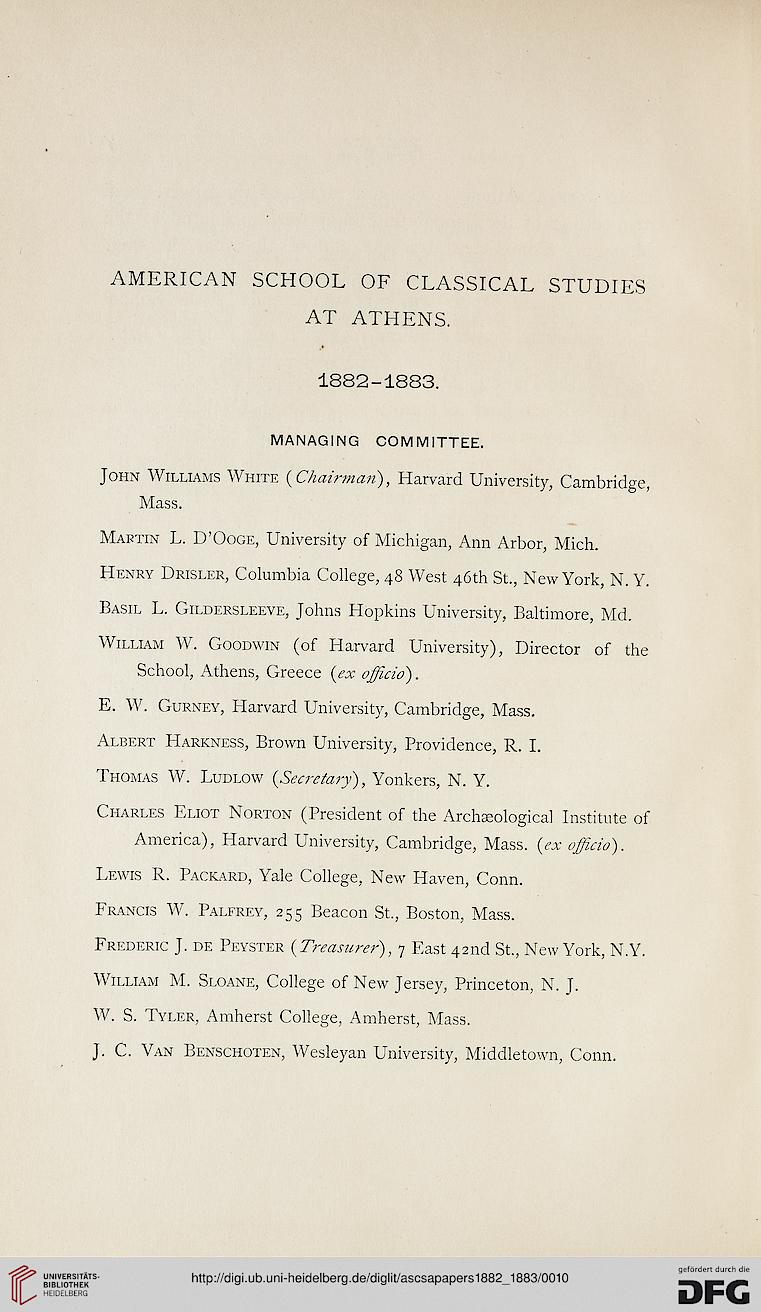 AMERICAN SCHOOL OF CLASSICAL STUDIES
AT ATHENS.
1882-1883.
MANAGING COMMITTEE.
John Williams White (Chairman), Harvard University, Cambridge,
Mass.
Martin L. D'Ooge, University of Michigan, Ann Arbor, Mich.
Henry Drisler, Columbia College, 48 West 46th St., New York, N. Y.
Basil L. Gildersleeve, Johns Hopkins University, Baltimore, Md.
William W. Goodwin (of Harvard University), Director of the
School, Athens, Greece (ex officio).
E. W. Gurney, Harvard University, Cambridge, Mass.
Albert Harkness, Brown University, Providence, R. I.
Thomas W. Ludlow (Secretary), Yonkers, N. Y.
Charles Eliot Norton (President of the Archæological Institute of
America), Harvard University, Cambridge, Mass. (ex officio).
Lewis R. Packard, Yale College, New Haven, Conn.
Francis W. Palfrey, 255 Beacon St., Boston, Mass.
Frederic J. de Peyster (Treasurer), 7 East 42nd St., New York, N.Y.
William M. Sloane, College of New Jersey, Princeton, N. J.
W. S. Tyler, Amherst College, Amherst, Mass.
J. C. Van Benschoten, Wesleyan University, Middletown, Conn.
UNIVERSITÄTS-
BIBLIOTHEK
HEIDELBERG
http://digi.ub.uni-heidelberg.de/diglit/ascsapapers1882_1883/0010
gefördert durch die
DFG